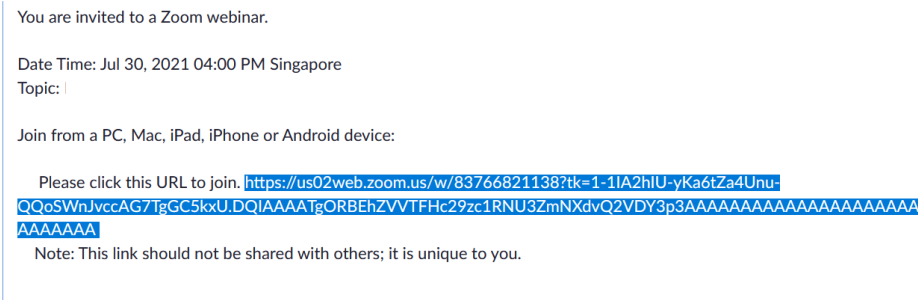 You are invited to a Zoom webinar.
Date Time: Jul 30, 2021 04:00 PM Singapore
Topic:
Join from a PC, Mac, iPad, iPhone or Android device:
Please click this URL to join. https://us02web.zoom.us/w/83766821138?tk=1-1IA2hIU-yKa6tZa4Unu-
QQoSWnJvccAG7TgGC5kxU.DQIAAAATgORBEhZVVTFHc29zc1RNU3ZmNXdvQ2VDY3p3AAAAAAAAAAAAAAAAAAAAAA
AAAAAAA
Note: This link should not be shared with others; it is unique to you.